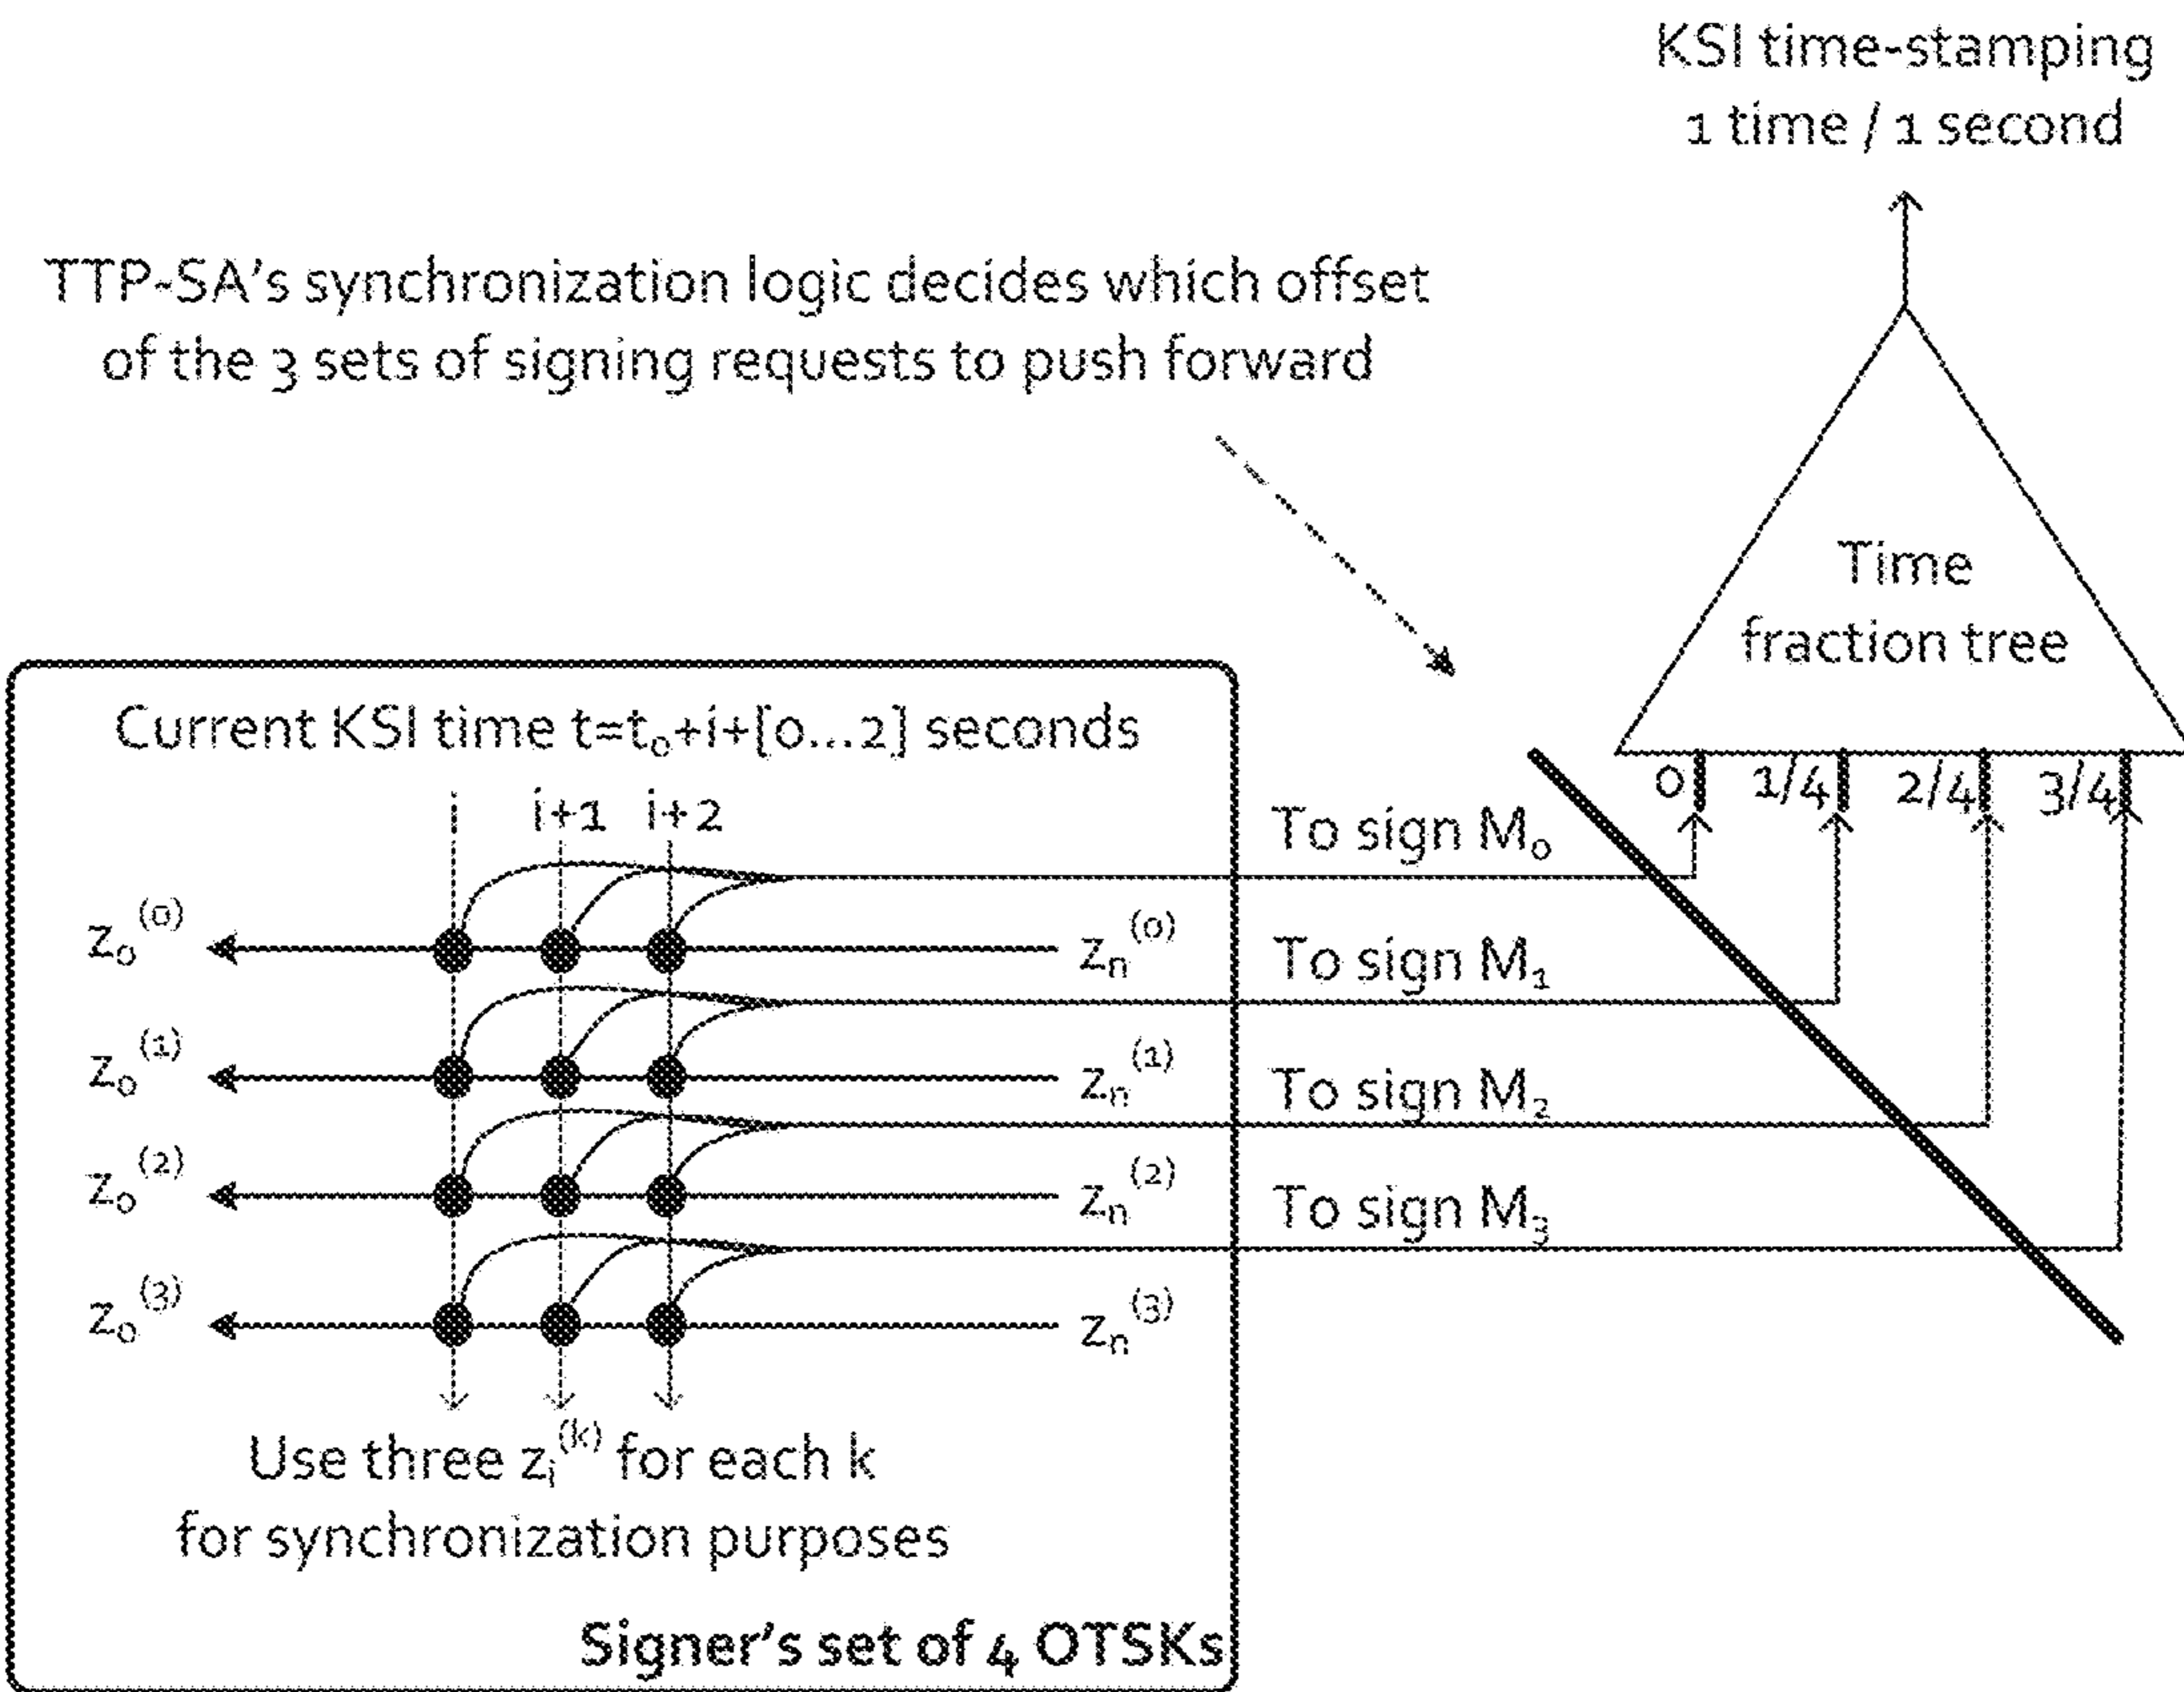 KSI time-stamping
1 time / 1 second
TTP-SA's synchronization logic decides which offset
of the 3 sets of signing requests to push forward
Time
fraction tree
0 1/4 2/4 3/4
Current KSI time t=t₀+i+[0...2] seconds
i i+1 i+2
To sign M₀
z₀⁽⁰⁾ zₙ⁽⁰⁾
To sign M₁
z₀⁽¹⁾ zₙ⁽¹⁾
To sign M₂
z₀⁽²⁾ zₙ⁽²⁾
To sign M₃
z₀⁽³⁾ zₙ⁽³⁾
Use three zᵢ⁽ᵏ⁾ for each k
for synchronization purposes
Signer's set of 4 OTSKs